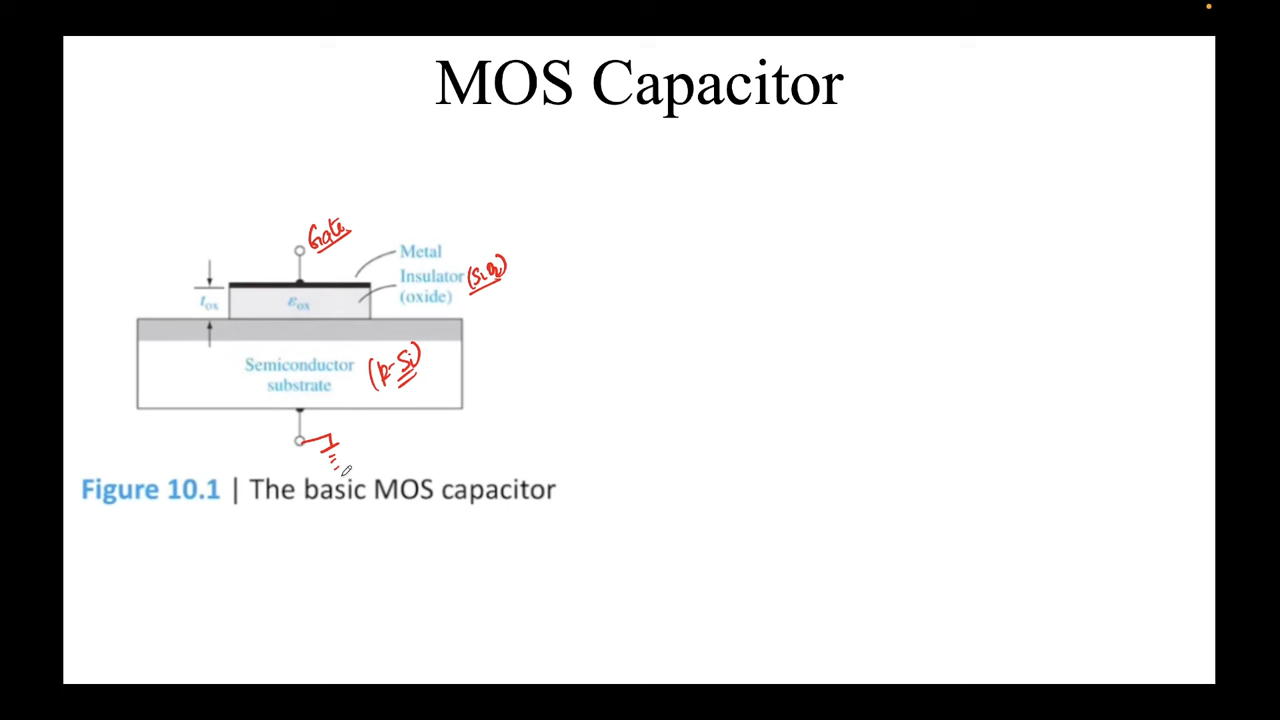 MOS Capacitor
Gate
Metal
Insulator (SiO2)
(oxide)
tox
εox
Semiconductor
substrate
(p-Si)
Figure 10.1 | The basic MOS capacitor